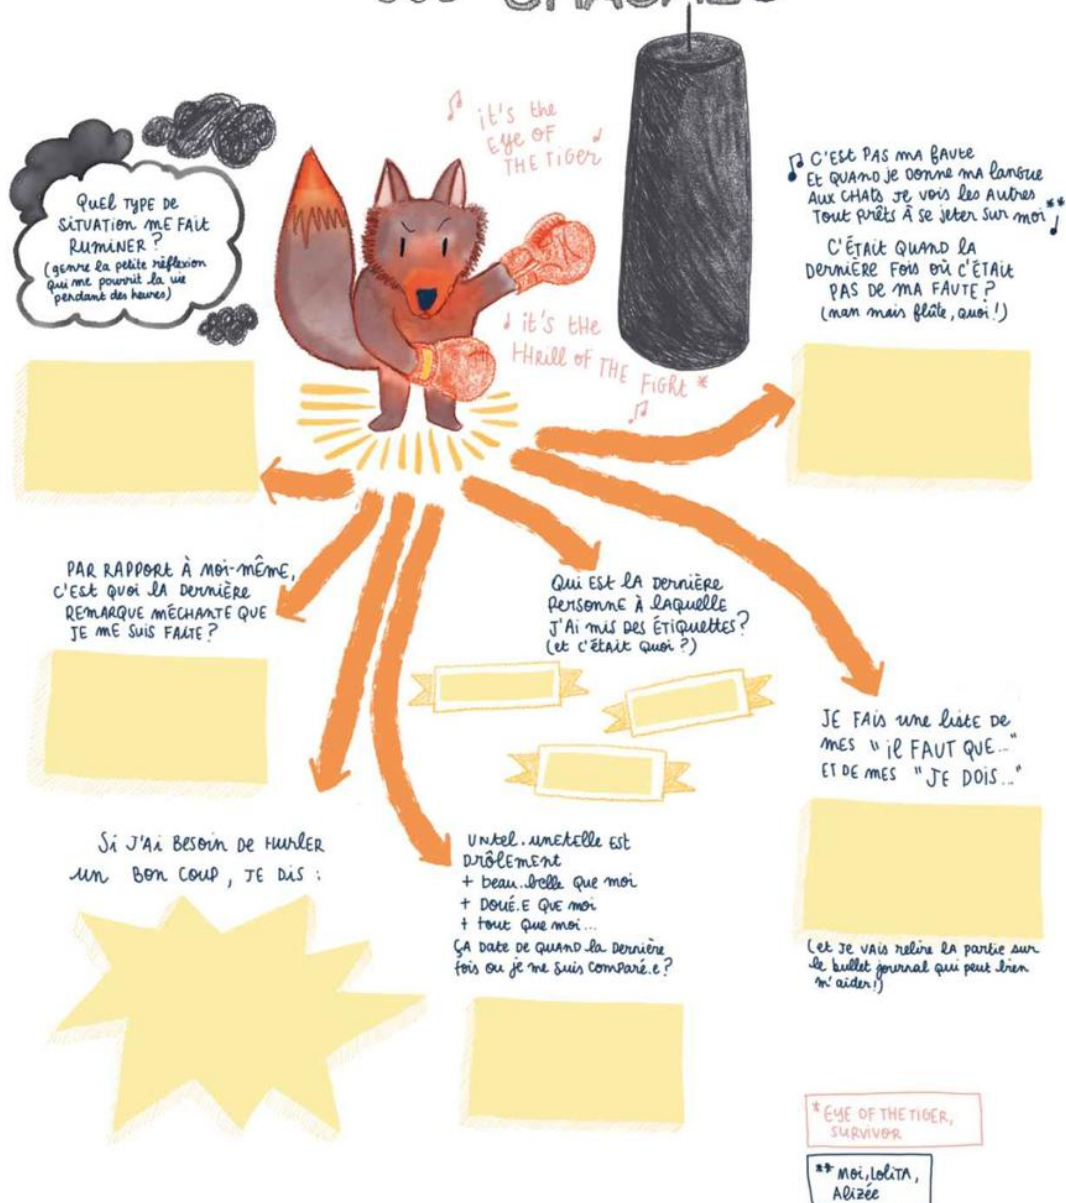 ♫ it's the
EYE OF
THE TIGER ♪
QUEL TYPE DE
SITUATION ME FAIT
RUMINER ?
(genre la petite réflexion
qui me pourrit la vie
pendant des heures)
♫ C'EST PAS MA FAUTE
ET QUAND JE DONNE MA LANGUE
AUX CHATS JE VOIS LES AUTRES
TOUT PRÊTS À SE JETER SUR MOI ** ♪
C'ÉTAIT QUAND LA
DERNIÈRE FOIS OÙ C'ÉTAIT
PAS DE MA FAUTE ?
(nan mais flûte, quoi !)
♪ it's the
THRILL OF THE FIGHT *
♫
PAR RAPPORT À MOI-MÊME,
C'EST QUOI LA DERNIÈRE
REMARQUE MÉCHANTE QUE
JE ME SUIS FAITE ?
QUI EST LA DERNIÈRE
PERSONNE À LAQUELLE
J'AI MIS DES ÉTIQUETTES ?
(et c'était quoi ?)
JE FAIS une liste DE
MES "IL FAUT QUE..."
ET DE MES "JE DOIS..."
SI J'AI BESOIN DE HURLER
UN BON COUP, JE DIS :
UNTEL.UNETELLE EST
DRÔLEMENT
+ beau.belle que moi
+ DOUÉ.E QUE moi
+ tout que moi...
ÇA DATE DE QUAND la dernière
fois ou je me suis comparé.e ?
(et JE VAIS relire LA partie sur
le bullet journal qui peut bien
m'aider !)
* EYE OF THE TIGER,
SURVIVOR
** MOI, LOLITA,
ALIZÉE